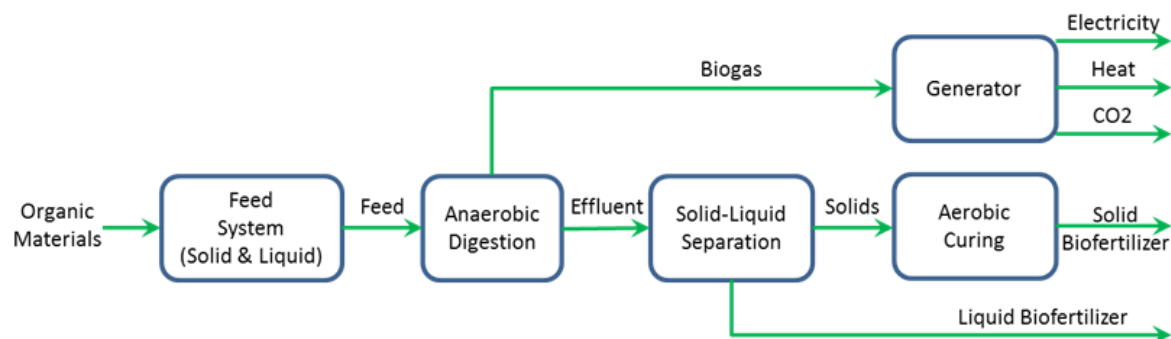 Electricity
Biogas
Generator
Heat
CO2
Organic
Materials
Feed
System
(Solid & Liquid)
Feed
Anaerobic
Digestion
Effluent
Solid-Liquid
Separation
Solids
Aerobic
Curing
Solid
Biofertilizer
Liquid Biofertilizer